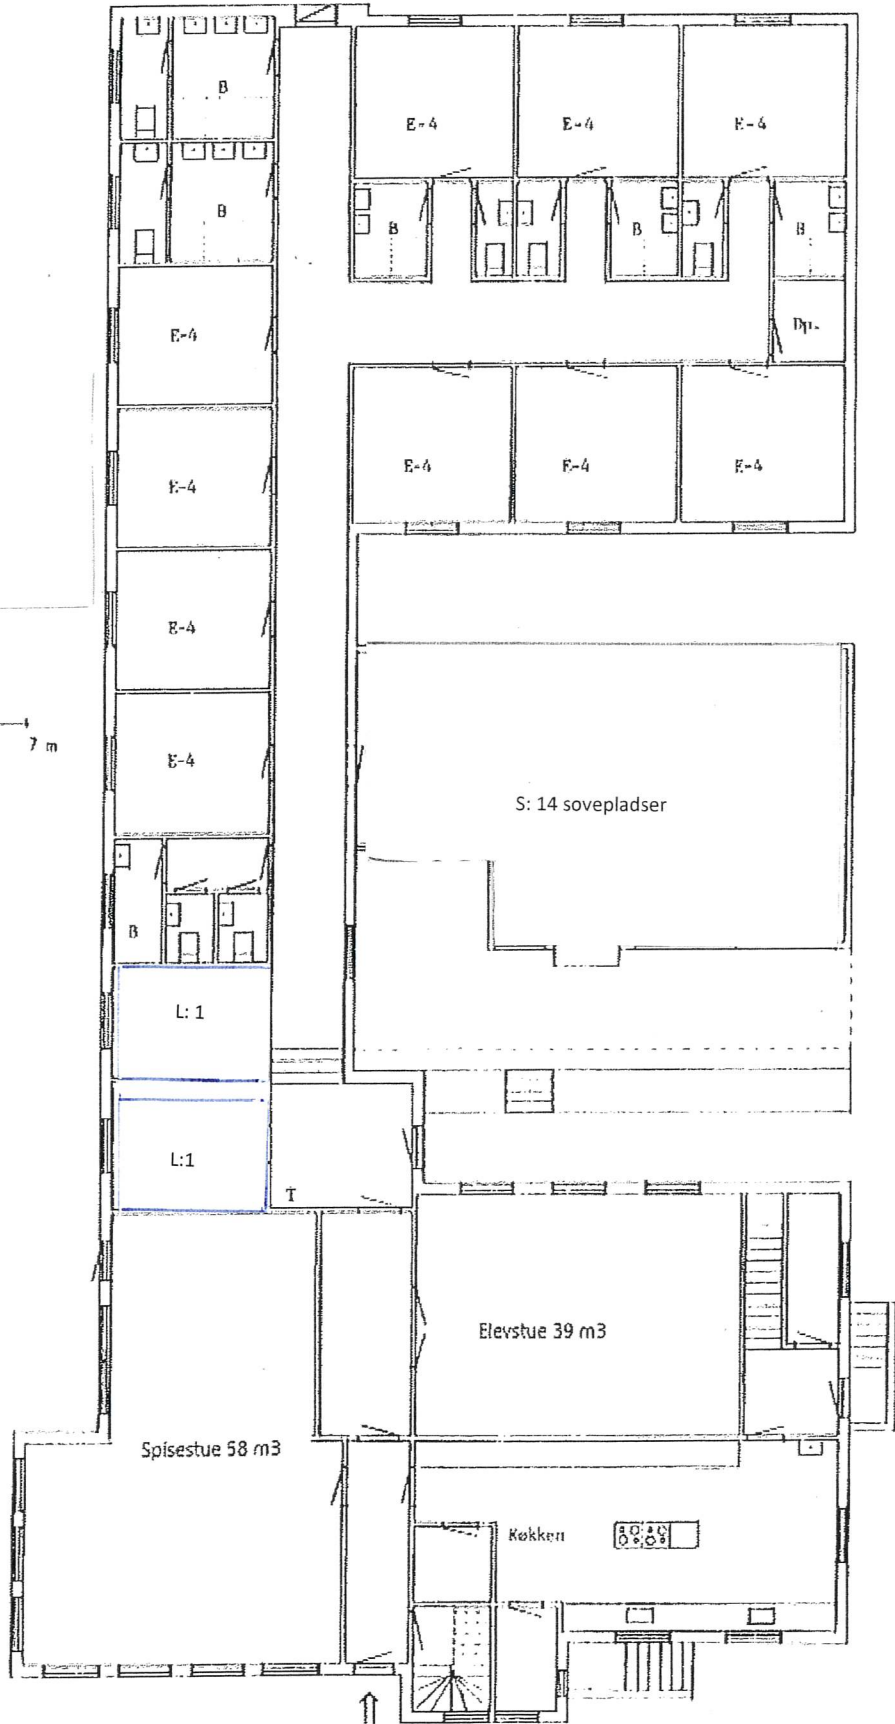 B
E-4
E-4
E-4
B
B
B
B
E-4
Dp.
E-4
E-4
E-4
E-4
E-4
7 m
E-4
S: 14 sovepladser
B
L: 1
L:1
T
Elevstue 39 m3
Spisestue 58 m3
Køkken